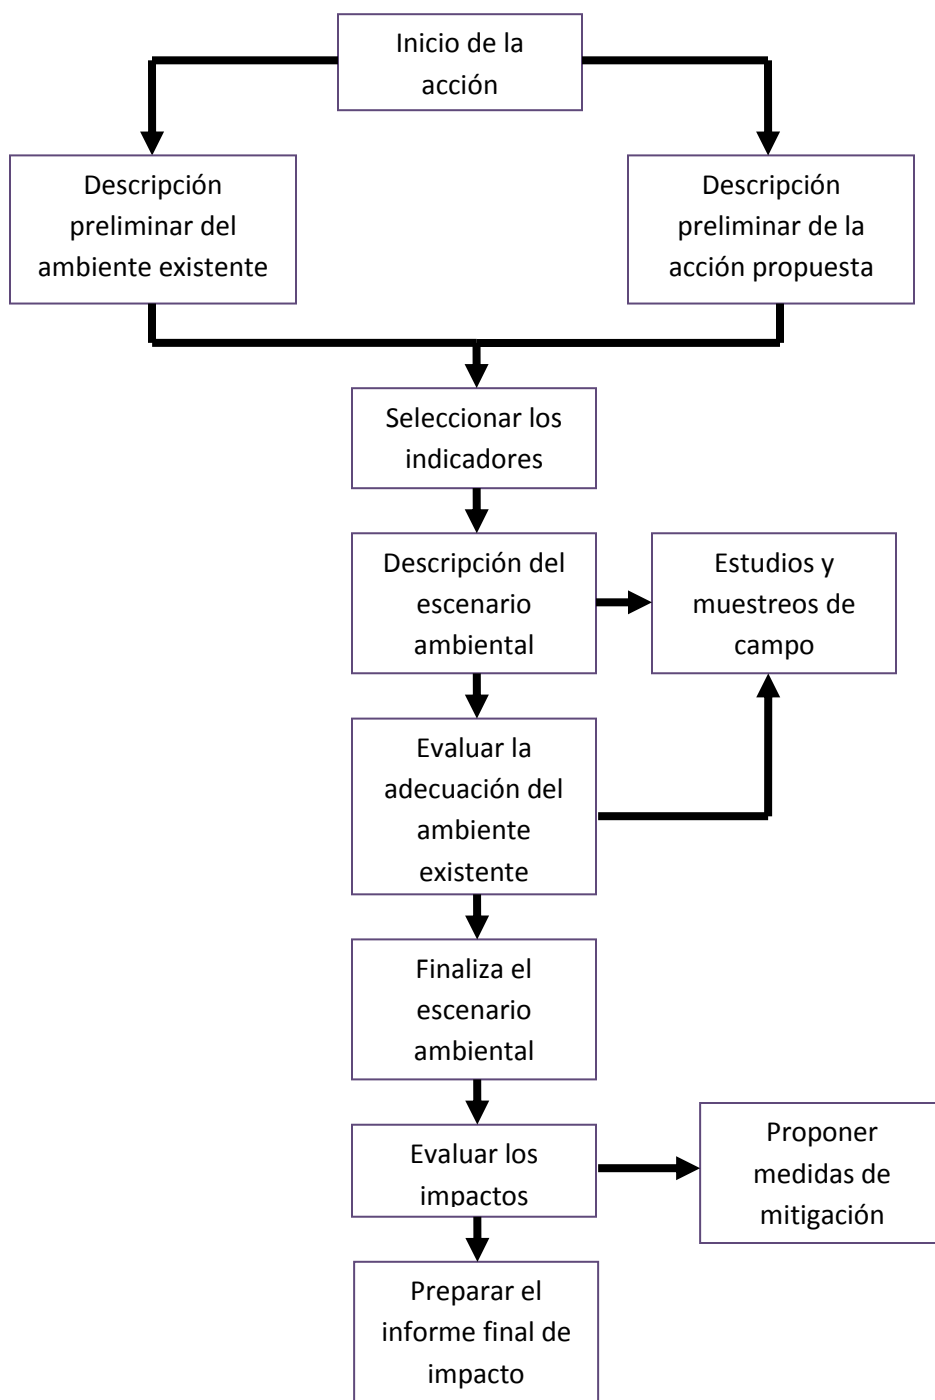 Inicio de la
acción
Descripción
preliminar del
ambiente existente
Descripción
preliminar de la
acción propuesta
Seleccionar los
indicadores
Descripción del
escenario
ambiental
Estudios y
muestreos de
campo
Evaluar la
adecuación del
ambiente
existente
Finaliza el
escenario
ambiental
Evaluar los
impactos
Proponer
medidas de
mitigación
Preparar el
informe final de
impacto